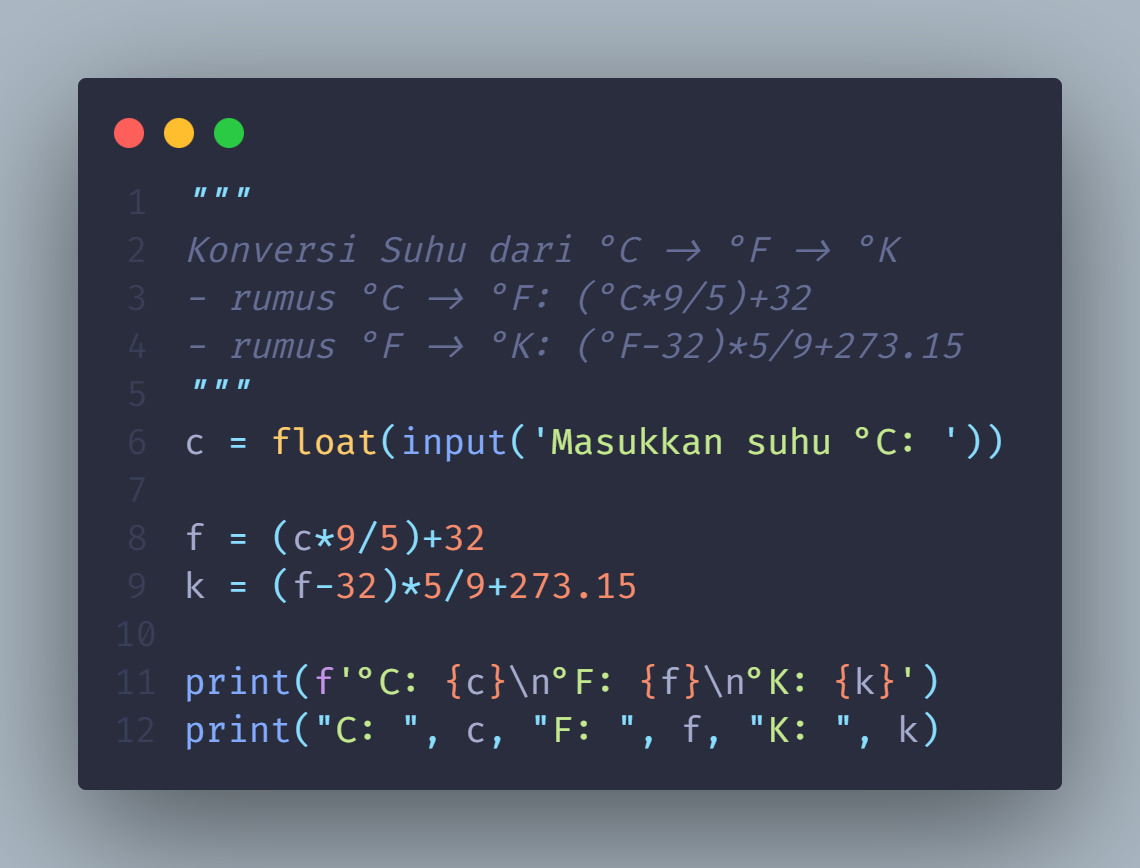 1 """
2 Konversi Suhu dari °C -> °F -> °K
3 - rumus °C -> °F: (°C*9/5)+32
4 - rumus °F -> °K: (°F-32)*5/9+273.15
5 """
6 c = float(input('Masukkan suhu °C: '))
7
8 f = (c*9/5)+32
9 k = (f-32)*5/9+273.15
10
11 print(f'°C: {c}\n°F: {f}\n°K: {k}')
12 print("C: ", c, "F: ", f, "K: ", k)